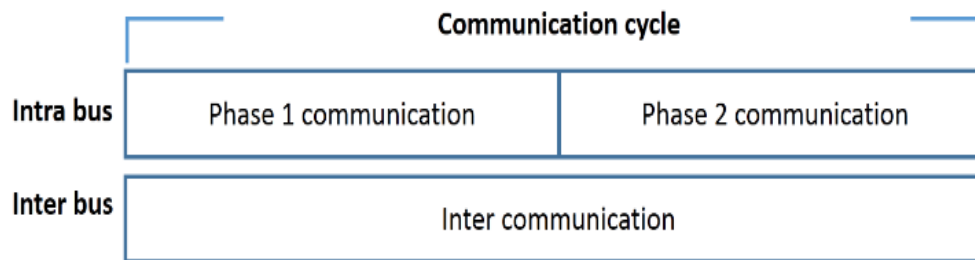 Communication cycle
Intra bus
Phase 1 communication
Phase 2 communication
Inter bus
Inter communication